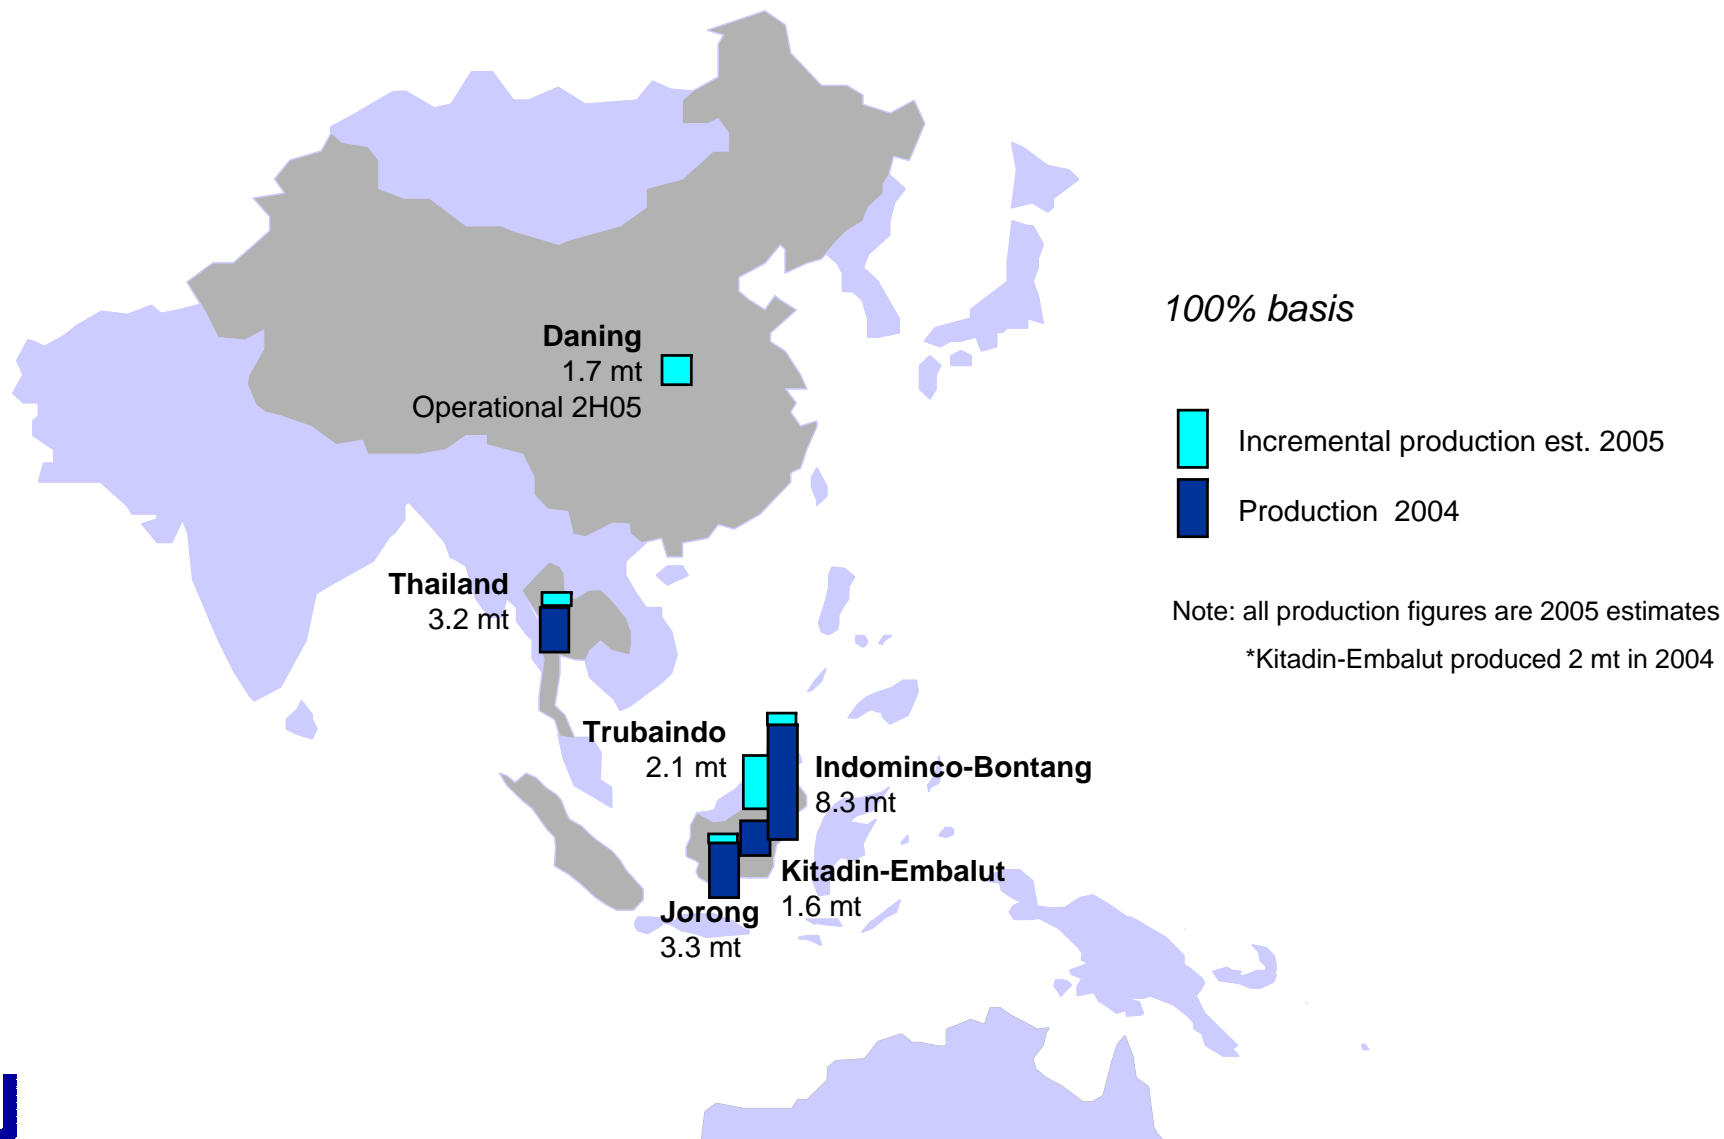 100% basis
Daning
1.7 mt
Operational 2H05
Incremental production est. 2005
Production 2004
Thailand
3.2 mt
Note: all production figures are 2005 estimates
*Kitadin-Embalut produced 2 mt in 2004
Trubaindo
2.1 mt
Indominco-Bontang
8.3 mt
Kitadin-Embalut
1.6 mt
Jorong
3.3 mt